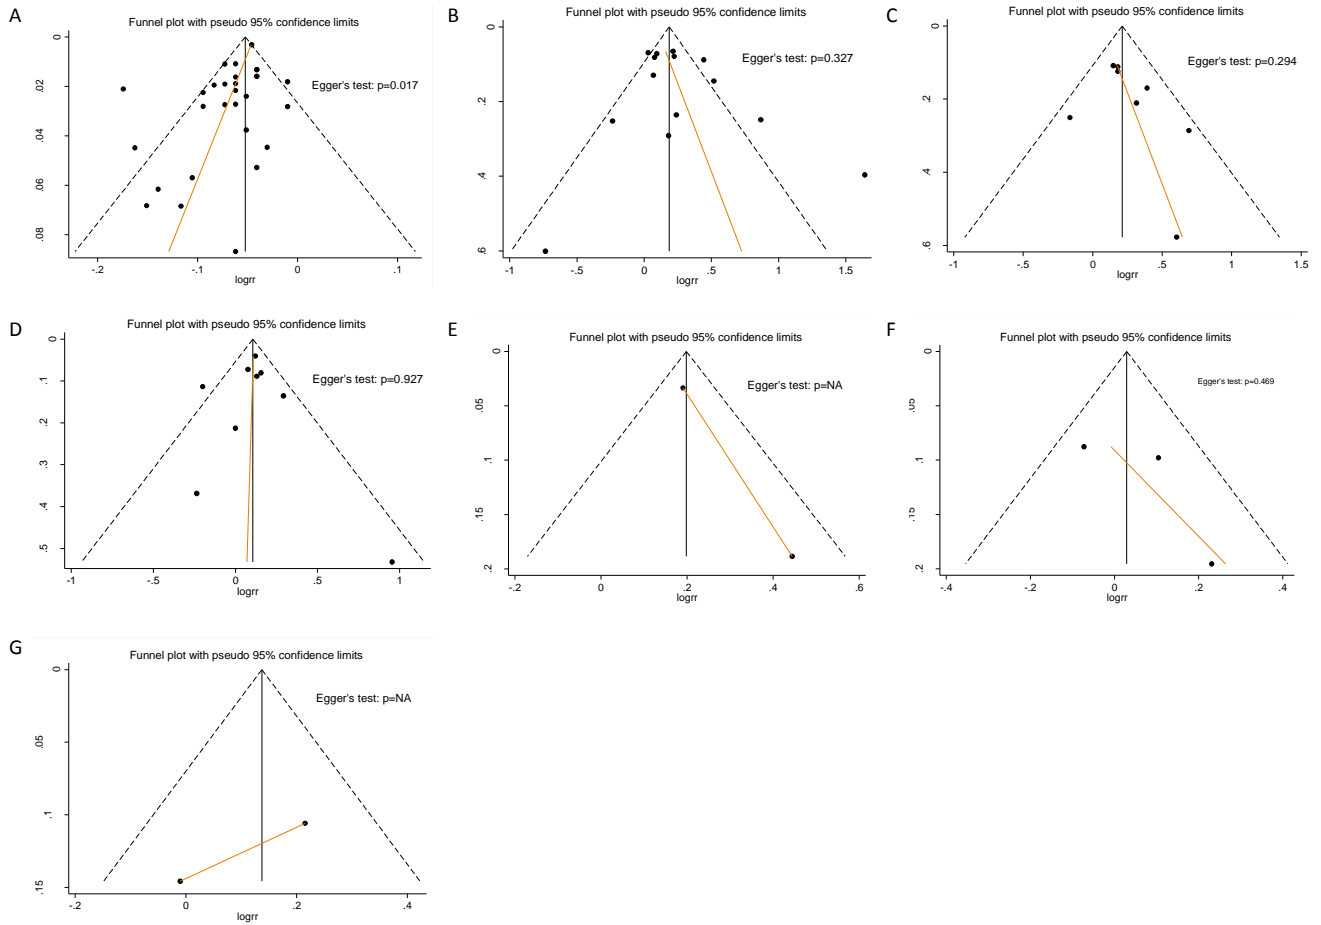 A
Funnel plot with pseudo 95% confidence limits
Egger's test: p=0.017
0
.02
.04
.06
.08
-.2
-.1
0
.1
logrr
B
Funnel plot with pseudo 95% confidence limits
Egger's test: p=0.327
0
.2
.4
.6
-1
-.5
0
.5
1
1.5
logrr
C
Funnel plot with pseudo 95% confidence limits
Egger's test: p=0.294
0
.2
.4
.6
-1
-.5
0
.5
1
1.5
logrr
D
Funnel plot with pseudo 95% confidence limits
Egger's test: p=0.927
0
.1
.2
.3
.4
.5
-1
-.5
0
.5
1
logrr
E
Funnel plot with pseudo 95% confidence limits
Egger's test: p=NA
0
.05
.1
.15
.2
-.2
0
.2
.4
.6
logrr
F
Funnel plot with pseudo 95% confidence limits
Egger's test: p=0.469
0
.05
.1
.15
.2
-.4
-.2
0
.2
.4
logrr
G
Funnel plot with pseudo 95% confidence limits
Egger's test: p=NA
0
.05
.1
.15
-.2
0
.2
.4
logrr